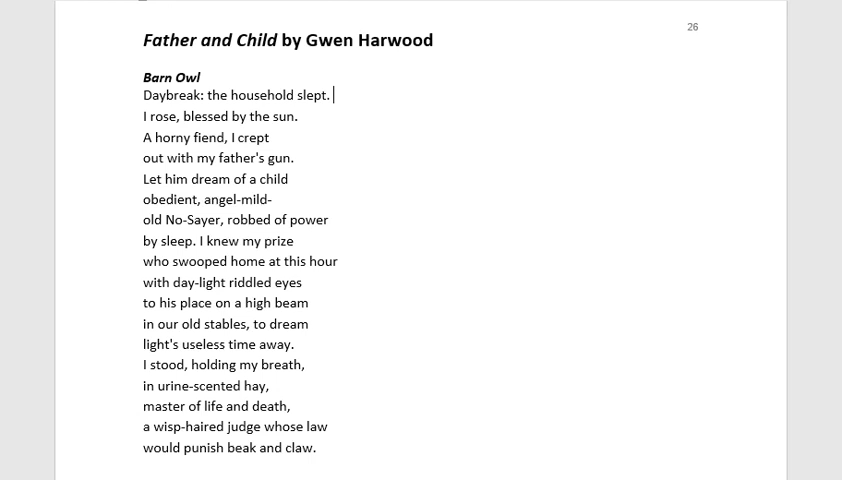 26
Father and Child by Gwen Harwood
Barn Owl
Daybreak: the household slept.
I rose, blessed by the sun.
A horny fiend, I crept
out with my father's gun.
Let him dream of a child
obedient, angel-mild-
old No-Sayer, robbed of power
by sleep. I knew my prize
who swooped home at this hour
with day-light riddled eyes
to his place on a high beam
in our old stables, to dream
light's useless time away.
I stood, holding my breath,
in urine-scented hay,
master of life and death,
a wisp-haired judge whose law
would punish beak and claw.